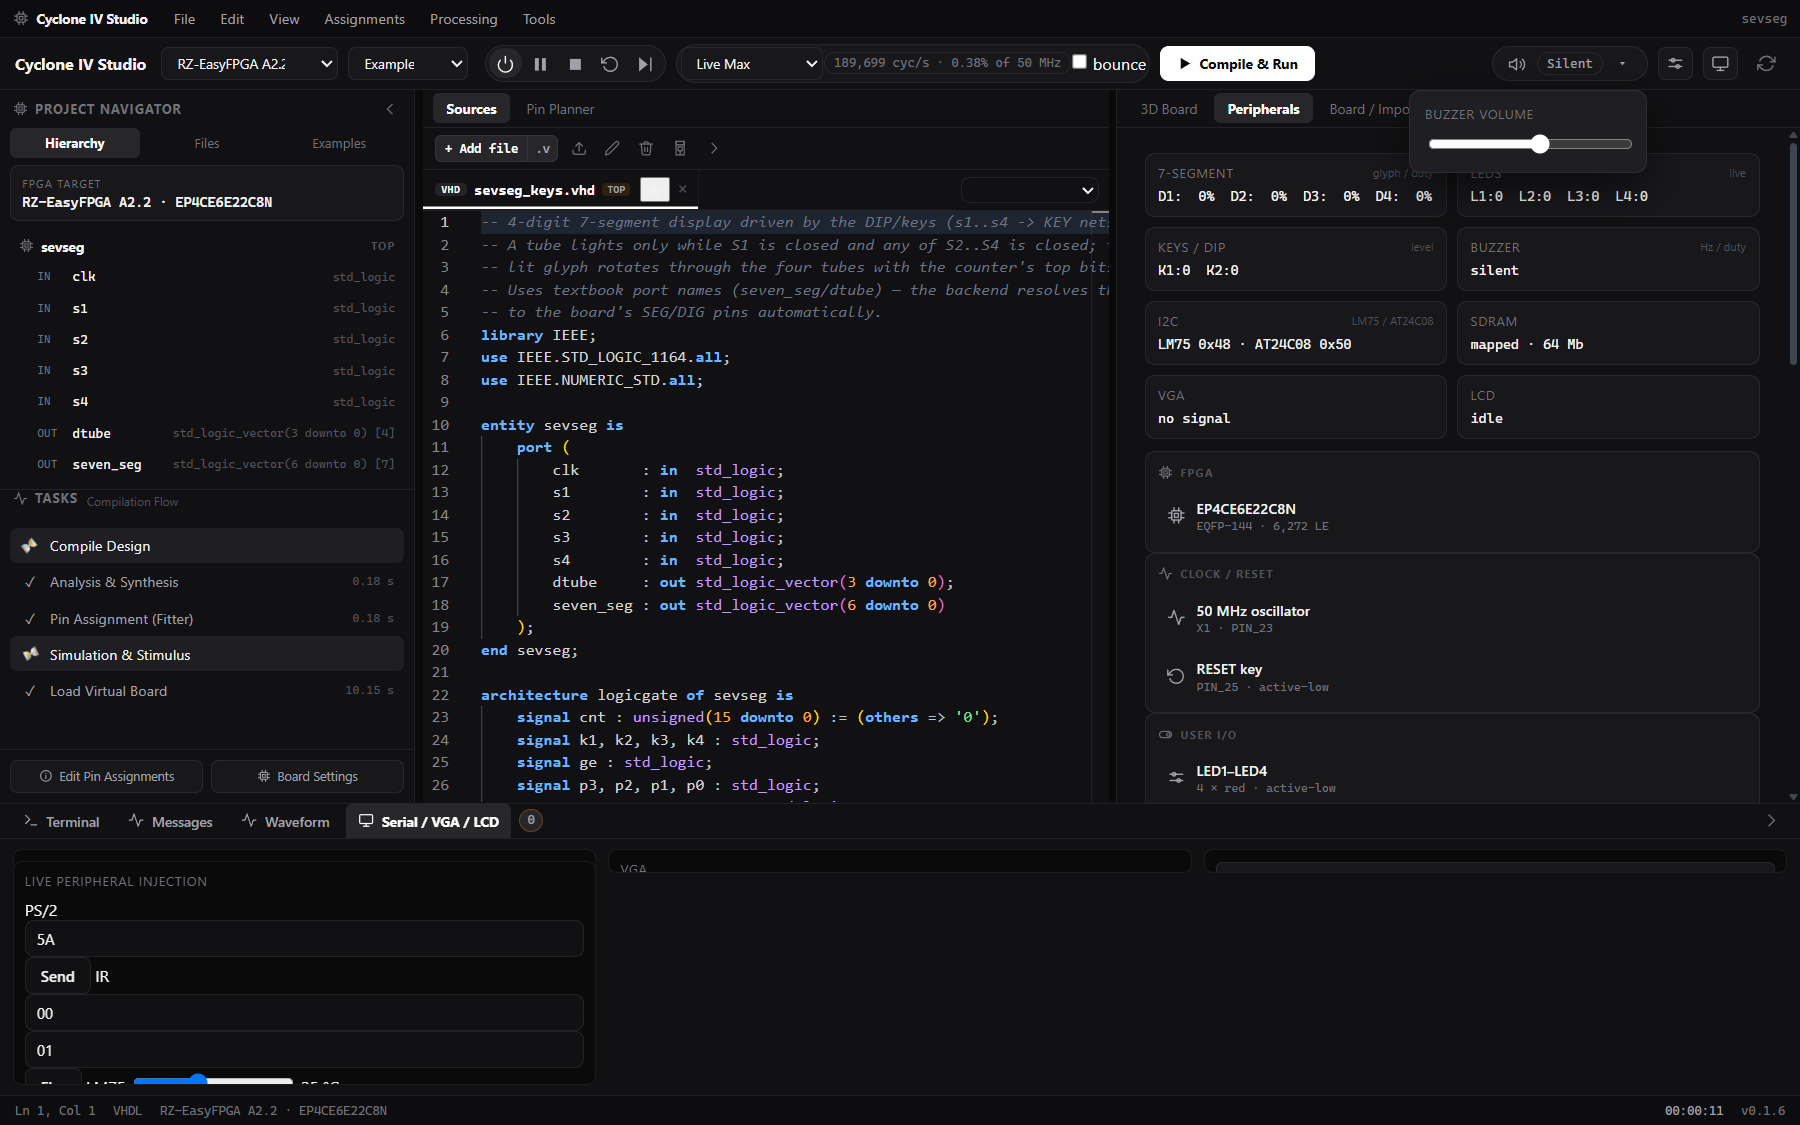 Cyclone IV Studio File Edit View Assignments Processing Tools sevseg
Cyclone IV Studio RZ-EasyFPGA A2.2 Example Live Max 189,699 cyc/s · 0.38% of 50 MHz bounce Compile & Run Silent
PROJECT NAVIGATOR
Hierarchy Files Examples
FPGA TARGET
RZ-EasyFPGA A2.2 · EP4CE6E22C8N
sevseg TOP
IN clk std_logic
IN s1 std_logic
IN s2 std_logic
IN s3 std_logic
IN s4 std_logic
OUT dtube std_logic_vector(3 downto 0) [4]
OUT seven_seg std_logic_vector(6 downto 0) [7]
TASKS Compilation Flow
Compile Design
Analysis & Synthesis 0.18 s
Pin Assignment (Fitter) 0.18 s
Simulation & Stimulus
Load Virtual Board 10.15 s
Edit Pin Assignments Board Settings
Sources Pin Planner
+ Add file .v
VHD sevseg_keys.vhd TOP ×
1 -- 4-digit 7-segment display driven by the DIP/keys (s1..s4 -> KEY net
2 -- A tube lights only while S1 is closed and any of S2..S4 is closed;
3 -- lit glyph rotates through the four tubes with the counter's top bit
4 -- Uses textbook port names (seven_seg/dtube) — the backend resolves th
5 -- to the board's SEG/DIG pins automatically.
6 library IEEE;
7 use IEEE.STD_LOGIC_1164.all;
8 use IEEE.NUMERIC_STD.all;
9
10 entity sevseg is
11 port (
12 clk : in std_logic;
13 s1 : in std_logic;
14 s2 : in std_logic;
15 s3 : in std_logic;
16 s4 : in std_logic;
17 dtube : out std_logic_vector(3 downto 0);
18 seven_seg : out std_logic_vector(6 downto 0)
19 );
20 end sevseg;
21
22 architecture logicgate of sevseg is
23 signal cnt : unsigned(15 downto 0) := (others => '0');
24 signal k1, k2, k3, k4 : std_logic;
25 signal ge : std_logic;
26 signal p3, p2, p1, p0 : std_logic;
3D Board Peripherals Board / Impo
BUZZER VOLUME
7-SEGMENT glyph / duty
D1: 0% D2: 0% D3: 0% D4: 0%
LEDS live
L1:0 L2:0 L3:0 L4:0
KEYS / DIP level
K1:0 K2:0
BUZZER Hz / duty
silent
I2C LM75 / AT24C08
LM75 0x48 · AT24C08 0x50
SDRAM
mapped · 64 Mb
VGA
no signal
LCD
idle
FPGA
EP4CE6E22C8N
EQFP-144 · 6,272 LE
CLOCK / RESET
50 MHz oscillator
X1 · PIN_23
RESET key
PIN_25 · active-low
USER I/O
LED1–LED4
4 × red · active-low
Terminal Messages Waveform Serial / VGA / LCD 0
LIVE PERIPHERAL INJECTION
PS/2
5A
Send IR
00
01
LM75 25 °C
VGA
Ln 1, Col 1 VHDL RZ-EasyFPGA A2.2 · EP4CE6E22C8N 00:00:11 v0.1.6